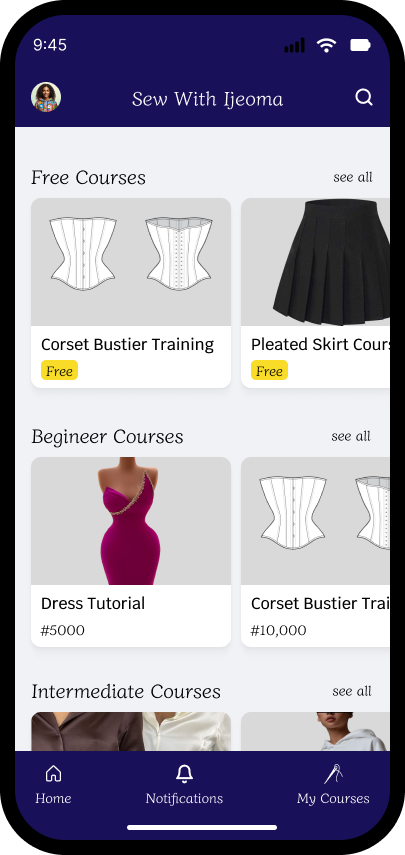 9:45
Sew With Ijeoma
Free Courses
see all
Corset Bustier Training
Free
Pleated Skirt Cours
Free
Begineer Courses
see all
Dress Tutorial
#5000
Corset Bustier Trai
#10,000
Intermediate Courses
see all
Home
Notifications
My Courses